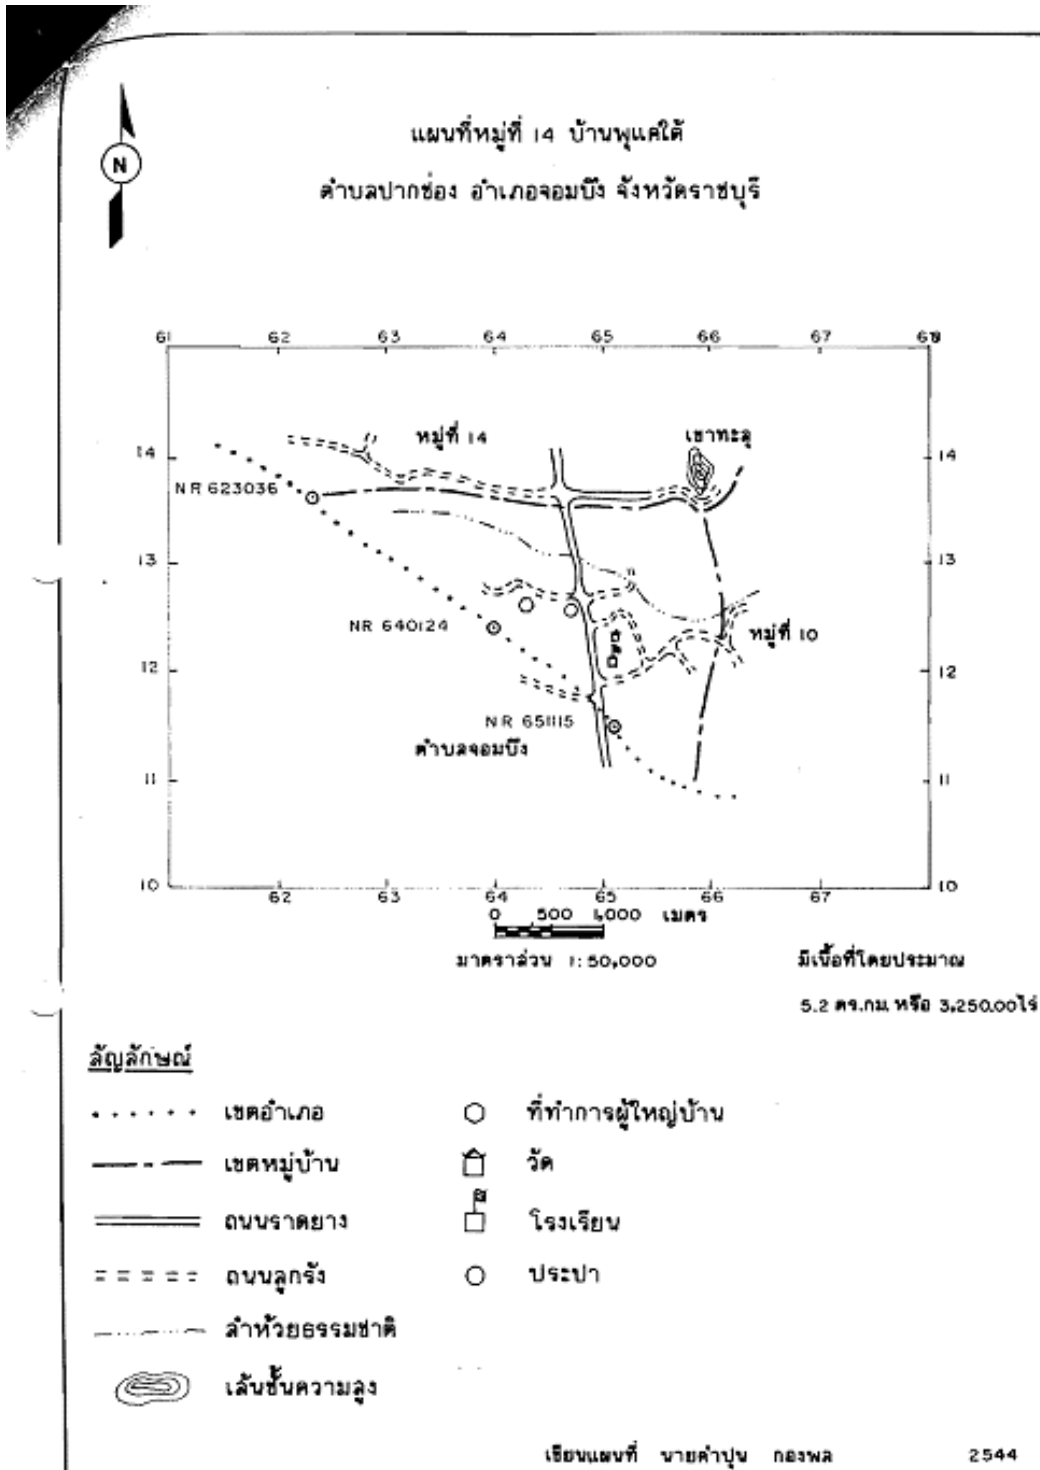 N
แผนที่หมู่ที่ 14 บ้านพุแคใต้
ตำบลปากช่อง อำเภอจอมบึง จังหวัดราชบุรี
61 62 63 64 65 66 67 68
หมู่ที่ 14
เขาทะลุ
14 14
NR 623036
13 13
NR 640124
หมู่ที่ 10
12 12
NR 651115
ตำบลจอมบึง
11 11
10 10
62 63 64 65 66 67
0 500 1,000 เมตร
มาตราส่วน 1:50,000
มีเนื้อที่โดยประมาณ
5.2 ตร.กม. หรือ 3,250.00 ไร่
สัญลักษณ์
เขตอำเภอ
ที่ทำการผู้ใหญ่บ้าน
เขตหมู่บ้าน
วัด
ถนนราดยาง
โรงเรียน
ถนนลูกรัง
ประปา
ลำห้วยธรรมชาติ
เส้นชั้นความสูง
เขียนแผนที่ นายคำปุน กองพล 2544